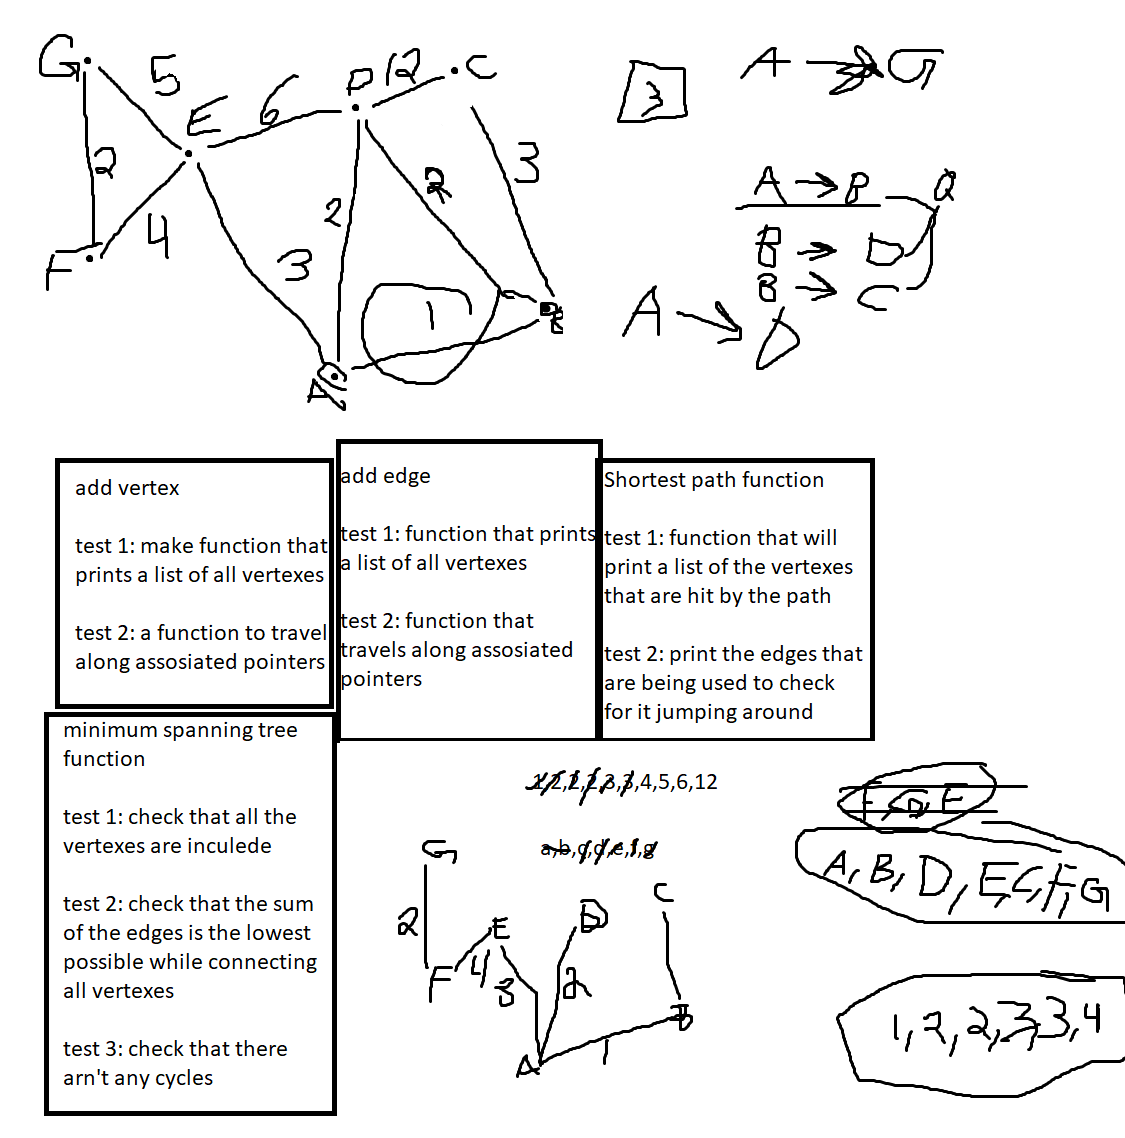 G
5
E
6
D
12
C
2
4
F
3
2
2
3
1
A
3
A → G
A → B
B → D
B → C
A → D
add vertex
test 1: make function that
prints a list of all vertexes
test 2: a function to travel
along assosiated pointers
add edge
test 1: function that prints
a list of all vertexes
test 2: function that
travels along assosiated
pointers
Shortest path function
test 1: function that will
print a list of the vertexes
that are hit by the path
test 2: print the edges that
are being used to check
for it jumping around
minimum spanning tree
function
test 1: check that all the
vertexes are inculede
test 2: check that the sum
of the edges is the lowest
possible while connecting
all vertexes
test 3: check that there
arn't any cycles
1,2,2,2,3,3,4,5,6,12
a,b,c,d,e,f,g
G
2
F
4
E
3
D
2
C
B
A
1
F, G, E
A, B, D, E, C, F, G
1, 2, 2, 3, 3, 4